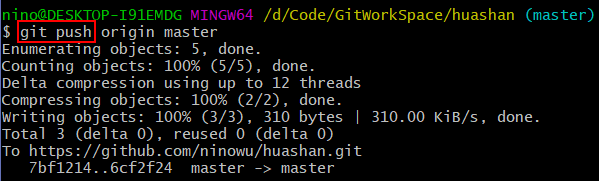 nino@DESKTOP-I91EMDG MINGW64 /d/Code/GitWorkSpace/huashan (master)
$ git push origin master
Enumerating objects: 5, done.
Counting objects: 100% (5/5), done.
Delta compression using up to 12 threads
Compressing objects: 100% (2/2), done.
Writing objects: 100% (3/3), 310 bytes | 310.00 KiB/s, done.
Total 3 (delta 0), reused 0 (delta 0)
To https://github.com/ninowu/huashan.git
   7bf1214..6cf2f24  master -> master